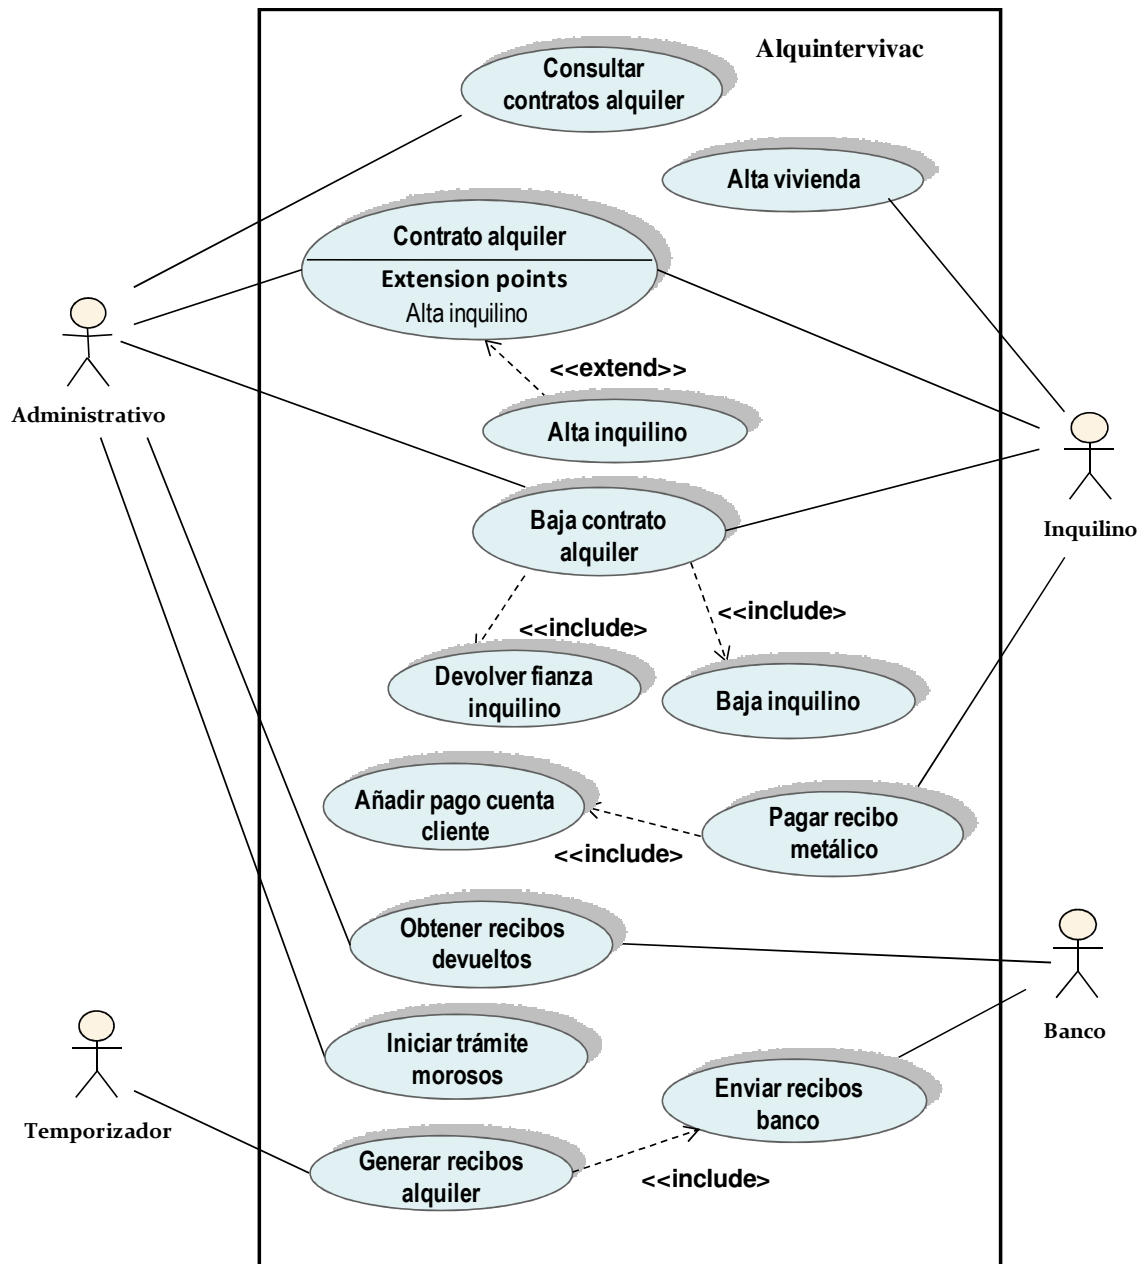 Alquintervivac
Consultar
contratos alquiler
Alta vivienda
Contrato alquiler
Extension points
Alta inquilino
<<extend>>
Administrativo
Alta inquilino
Inquilino
Baja contrato
alquiler
<<include>
<<include>
Devolver fianza
inquilino
Baja inquilino
Añadir pago cuenta
cliente
Pagar recibo
metálico
<<include>
Obtener recibos
devueltos
Banco
Iniciar trámite
morosos
Enviar recibos
banco
Temporizador
Generar recibos
alquiler
<<include>